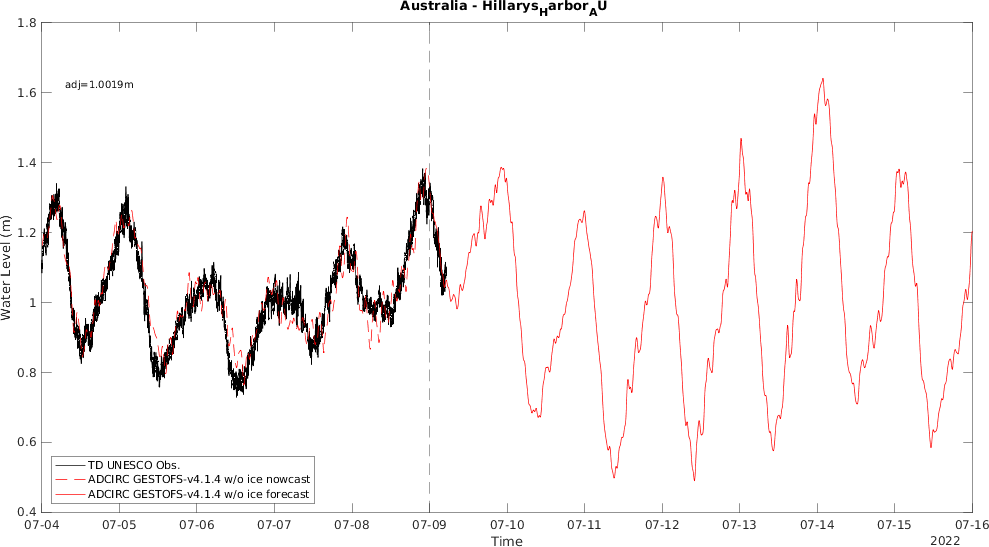 Australia - HillarysHarborAU
1.8
adj=1.0019m
1.6
1.4
1.2
1
0.8
0.6
0.4
Water Level (m)
TD UNESCO Obs.
ADCIRC GESTOFS-v4.1.4 w/o ice nowcast
ADCIRC GESTOFS-v4.1.4 w/o ice forecast
07-04 07-05 07-06 07-07 07-08 07-09 07-10 07-11 07-12 07-13 07-14 07-15 07-16
Time
2022